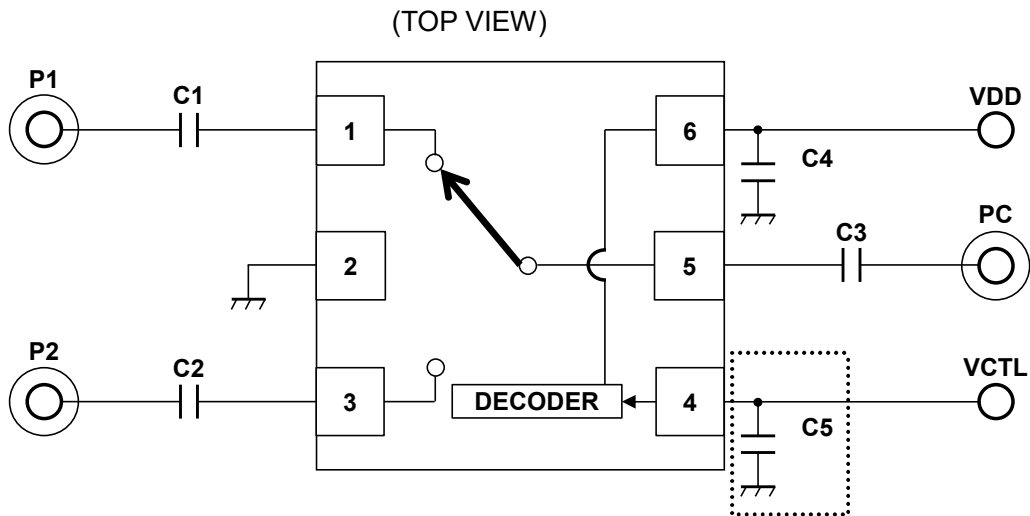 (TOP VIEW)
P1
C1
1
6
VDD
C4
2
5
C3
PC
P2
C2
3
DECODER
4
VCTL
C5